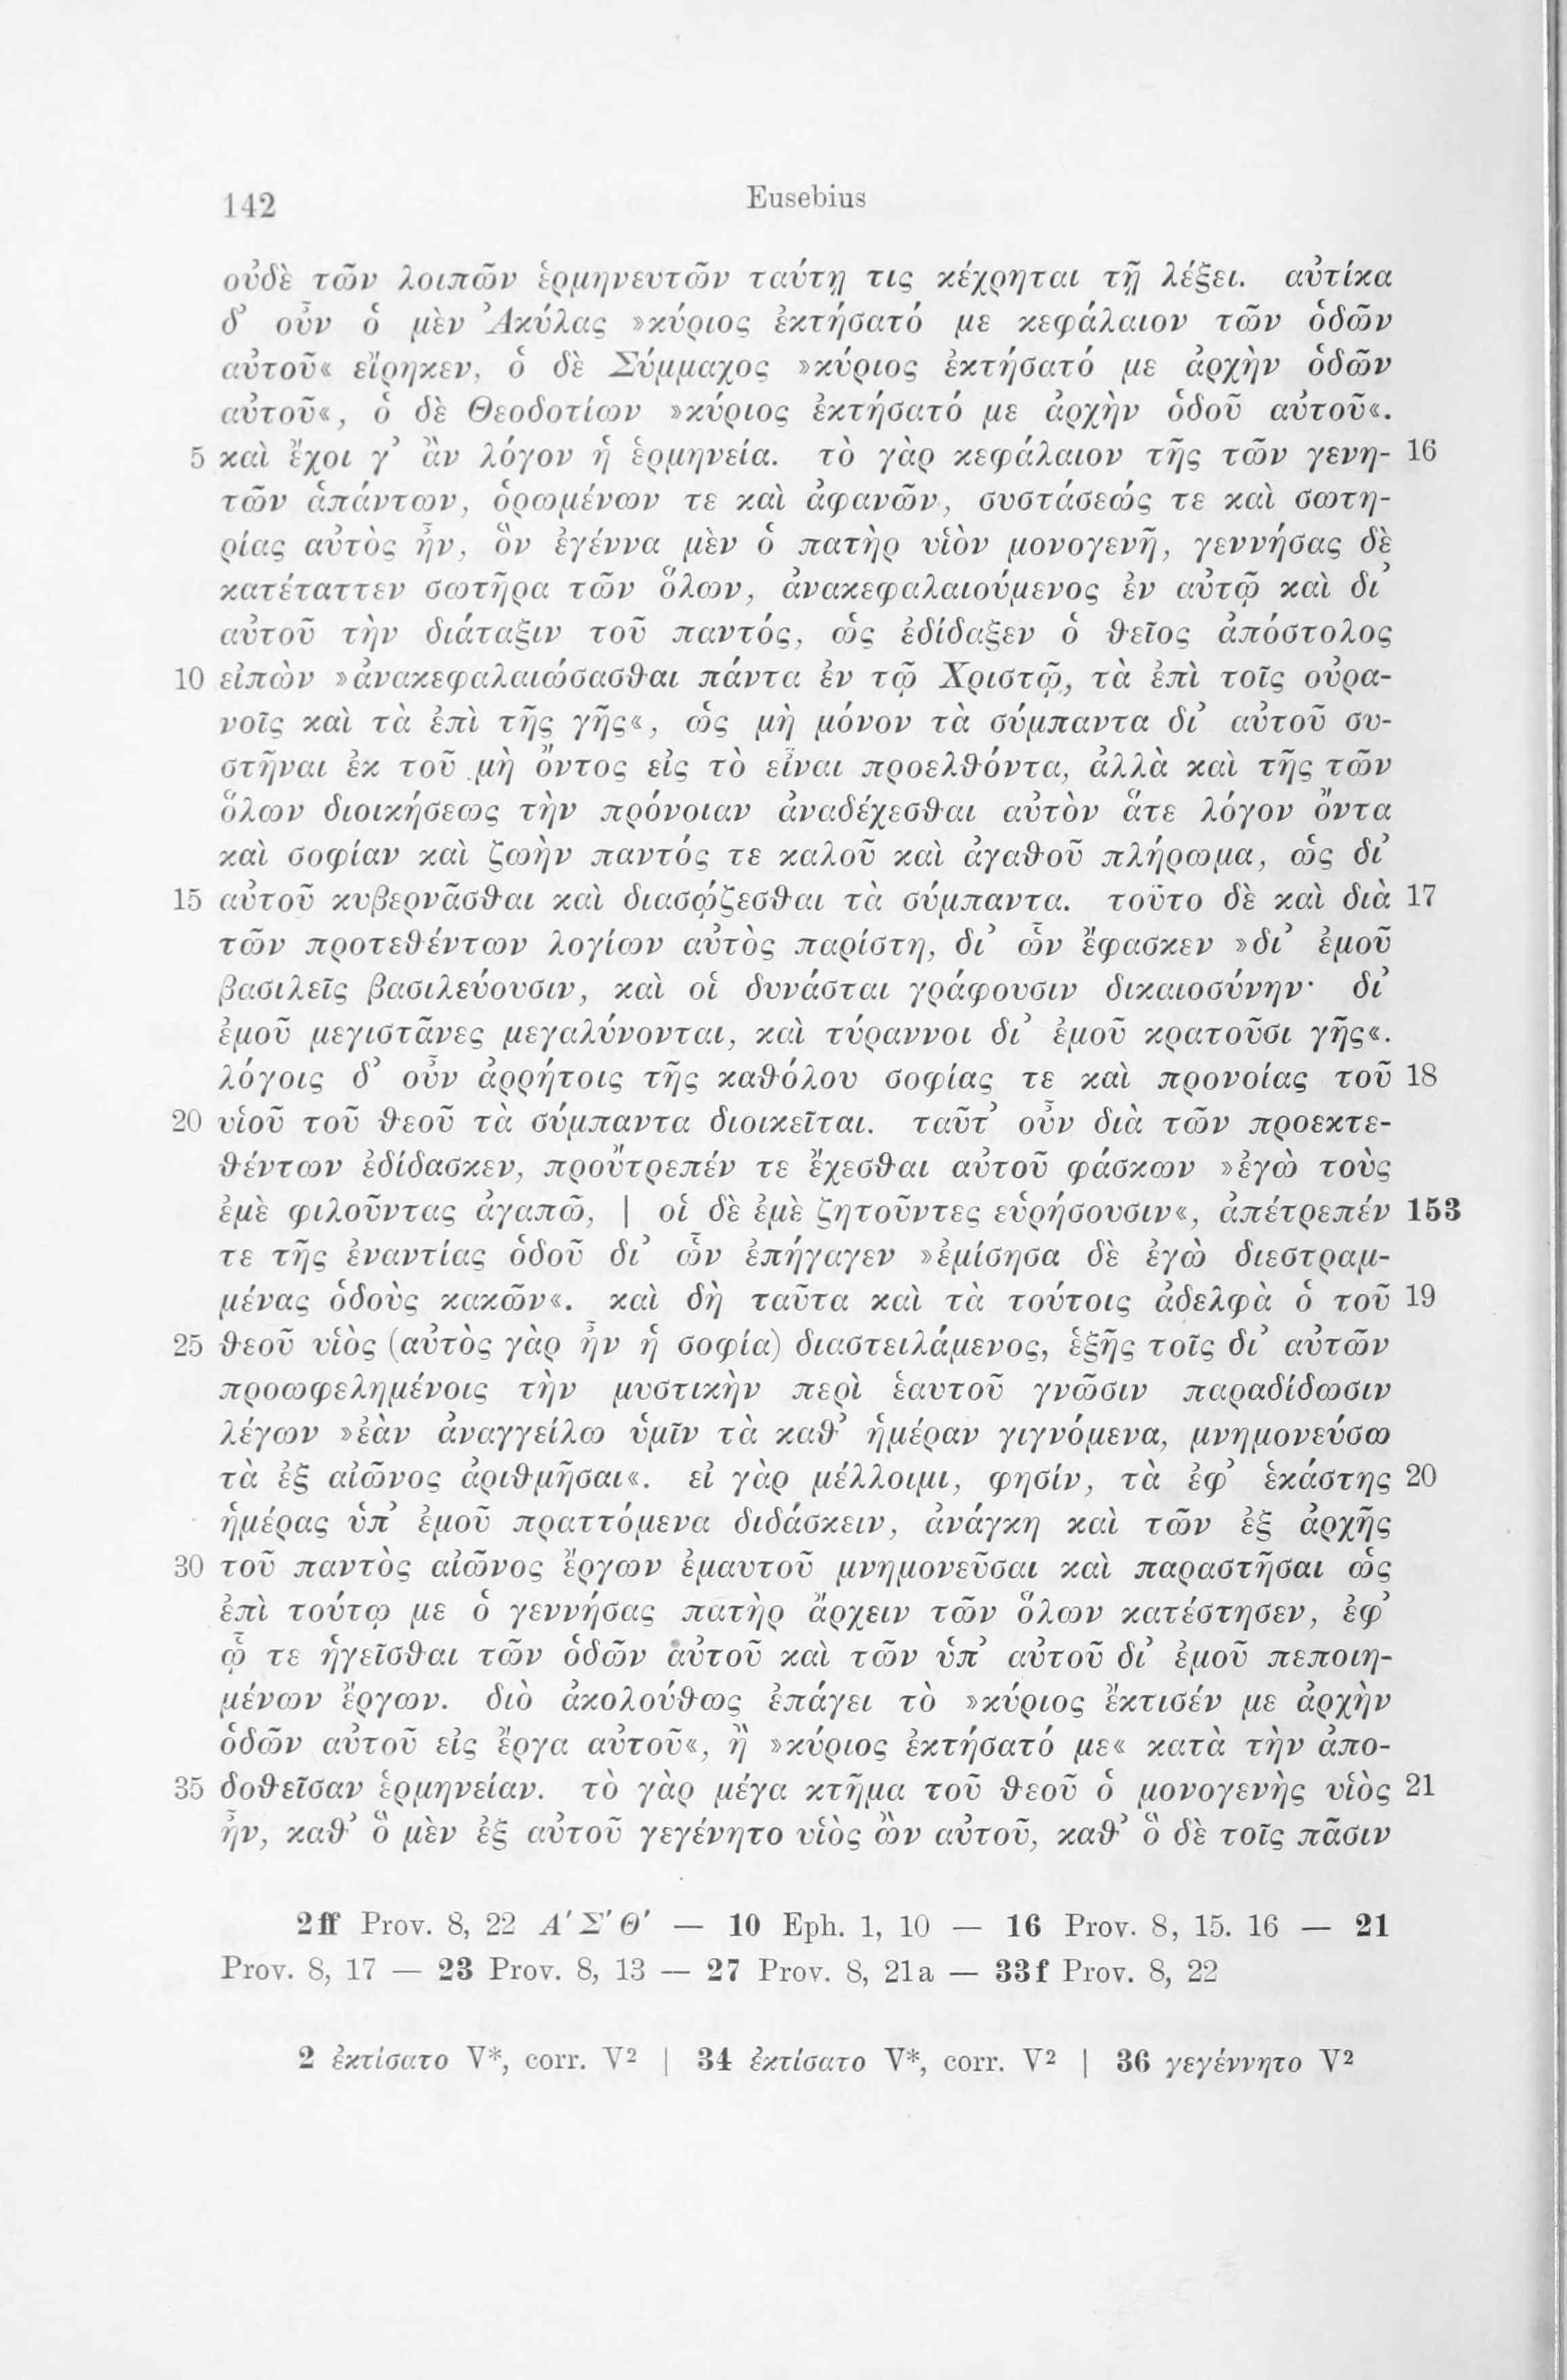 142
Eusebius
οὐδὲ τῶν λοιπῶν ἑρμηνευτῶν ταύτῃ τις κέχρηται τῇ λέξει. αὐτίκα
δ’ οὖν ὁ μὲν Ἀκύλας »κύριος ἐκτήσατό με κεφάλαιον τῶν ὁδῶν
αὐτοῦ« εἴρηκεν, ὁ δὲ Σύμμαχος »κύριος ἐκτήσατό με ἀρχὴν ὁδῶν
αὐτοῦ«, ὁ δὲ Θεοδοτίων »κύριος ἐκτήσατό με ἀρχὴν ὁδοῦ αὐτοῦ«.
5 καὶ ἔχοι γ’ ἂν λόγον ἡ ἑρμηνεία. τὸ γὰρ κεφάλαιον τῆς τῶν γενη- 16
τῶν ἁπάντων, ὁρωμένων τε καὶ ἀφανῶν, συστάσεώς τε καὶ σωτη-
ρίας αὐτὸς ἦν, ὃν ἐγέννα μὲν ὁ πατὴρ υἱὸν μονογενῆ, γεννήσας δὲ
κατέταττεν σωτῆρα τῶν ὅλων, ἀνακεφαλαιούμενος ἐν αὐτῷ καὶ δι’
αὐτοῦ τὴν διάταξιν τοῦ παντός, ὡς ἐδίδαξεν ὁ θεῖος ἀπόστολος
10 εἰπὼν »ἀνακεφαλαιώσασθαι πάντα ἐν τῷ Χριστῷ, τὰ ἐπὶ τοῖς οὐρα-
νοῖς καὶ τὰ ἐπὶ τῆς γῆς«, ὡς μὴ μόνον τὰ σύμπαντα δι’ αὐτοῦ συ-
στῆναι ἐκ τοῦ μὴ ὄντος εἰς τὸ εἶναι προελθόντα, ἀλλὰ καὶ τῆς τῶν
ὅλων διοικήσεως τὴν πρόνοιαν ἀναδέχεσθαι αὐτὸν ἅτε λόγον ὄντα
καὶ σοφίαν καὶ ζωὴν παντός τε καλοῦ καὶ ἀγαθοῦ πλήρωμα, ὡς δι’
15 αὐτοῦ κυβερνᾶσθαι καὶ διασῴζεσθαι τὰ σύμπαντα. τοῦτο δὲ καὶ διὰ 17
τῶν προτεθέντων λογίων αὐτὸς παρίστη, δι’ ὧν ἔφασκεν »δι’ ἐμοῦ
βασιλεῖς βασιλεύουσιν, καὶ οἱ δυνάσται γράφουσιν δικαιοσύνην· δι’
ἐμοῦ μεγιστᾶνες μεγαλύνονται, καὶ τύραννοι δι’ ἐμοῦ κρατοῦσι γῆς«.
λόγοις δ’ οὖν ἀρρήτοις τῆς καθόλου σοφίας τε καὶ προνοίας τοῦ 18
20 υἱοῦ τοῦ θεοῦ τὰ σύμπαντα διοικεῖται. ταῦτ’ οὖν διὰ τῶν προεκτε-
θέντων ἐδίδασκεν, προὔτρεπέν τε ἔχεσθαι αὐτοῦ φάσκων »ἐγὼ τοὺς
ἐμὲ φιλοῦντας ἀγαπῶ, | οἱ δὲ ἐμὲ ζητοῦντες εὑρήσουσιν«, ἀπέτρεπέν 153
τε τῆς ἐναντίας ὁδοῦ δι’ ὧν ἐπήγαγεν »ἐμίσησα δὲ ἐγὼ διεστραμ-
μένας ὁδοὺς κακῶν«. καὶ δὴ ταῦτα καὶ τὰ τούτοις ἀδελφὰ ὁ τοῦ 19
25 θεοῦ υἱὸς (αὐτὸς γὰρ ἦν ἡ σοφία) διαστειλάμενος, ἑξῆς τοῖς δι’ αὐτῶν
προωφελημένοις τὴν μυστικὴν περὶ ἑαυτοῦ γνῶσιν παραδίδωσιν
λέγων »ἐὰν ἀναγγείλω ὑμῖν τὰ καθ’ ἡμέραν γιγνόμενα, μνημονεύσω
τὰ ἐξ αἰῶνος ἀριθμῆσαι«. εἰ γὰρ μέλλοιμι, φησίν, τὰ ἐφ’ ἑκάστης 20
ἡμέρας ὑπ’ ἐμοῦ πραττόμενα διδάσκειν, ἀνάγκη καὶ τῶν ἐξ ἀρχῆς
30 τοῦ παντὸς αἰῶνος ἔργων ἐμαυτοῦ μνημονεῦσαι καὶ παραστῆσαι ὡς
ἐπὶ τούτῳ με ὁ γεννήσας πατὴρ ἄρχειν τῶν ὅλων κατέστησεν, ἐφ’
ᾧ τε ἡγεῖσθαι τῶν ὁδῶν αὐτοῦ καὶ τῶν ὑπ’ αὐτοῦ δι’ ἐμοῦ πεποιη-
μένων ἔργων. διὸ ἀκολούθως ἐπάγει τὸ »κύριος ἔκτισέν με ἀρχὴν
ὁδῶν αὐτοῦ εἰς ἔργα αὐτοῦ«, ἢ »κύριος ἐκτήσατό με« κατὰ τὴν ἀπο-
35 δοθεῖσαν ἑρμηνείαν. τὸ γὰρ μέγα κτῆμα τοῦ θεοῦ ὁ μονογενὴς υἱὸς 21
ἦν, καθ’ ὃ μὲν ἐξ αὐτοῦ γεγένητο υἱὸς ὢν αὐτοῦ, καθ’ ὃ δὲ τοῖς πᾶσιν
2ff Prov. 8, 22 Α′ Σ′ Θ′ — 10 Eph. 1, 10 — 16 Prov. 8, 15. 16 — 21
Prov. 8, 17 — 23 Prov. 8, 13 — 27 Prov. 8, 21a — 33f Prov. 8, 22
2 ἐκτίσατο V*, corr. V² | 34 ἐκτίσατο V*, corr. V² | 36 γεγέννητο V²